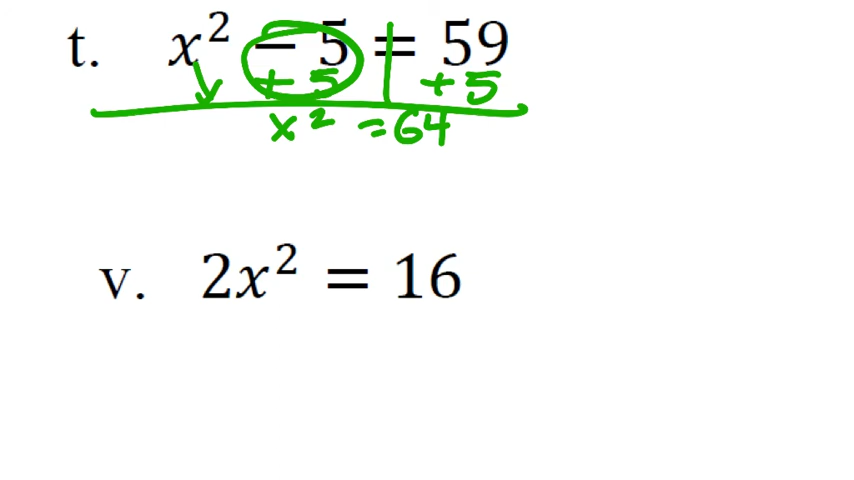 t. x² − 5 = 59
+ 5 + 5
x² = 64
v. 2x² = 16